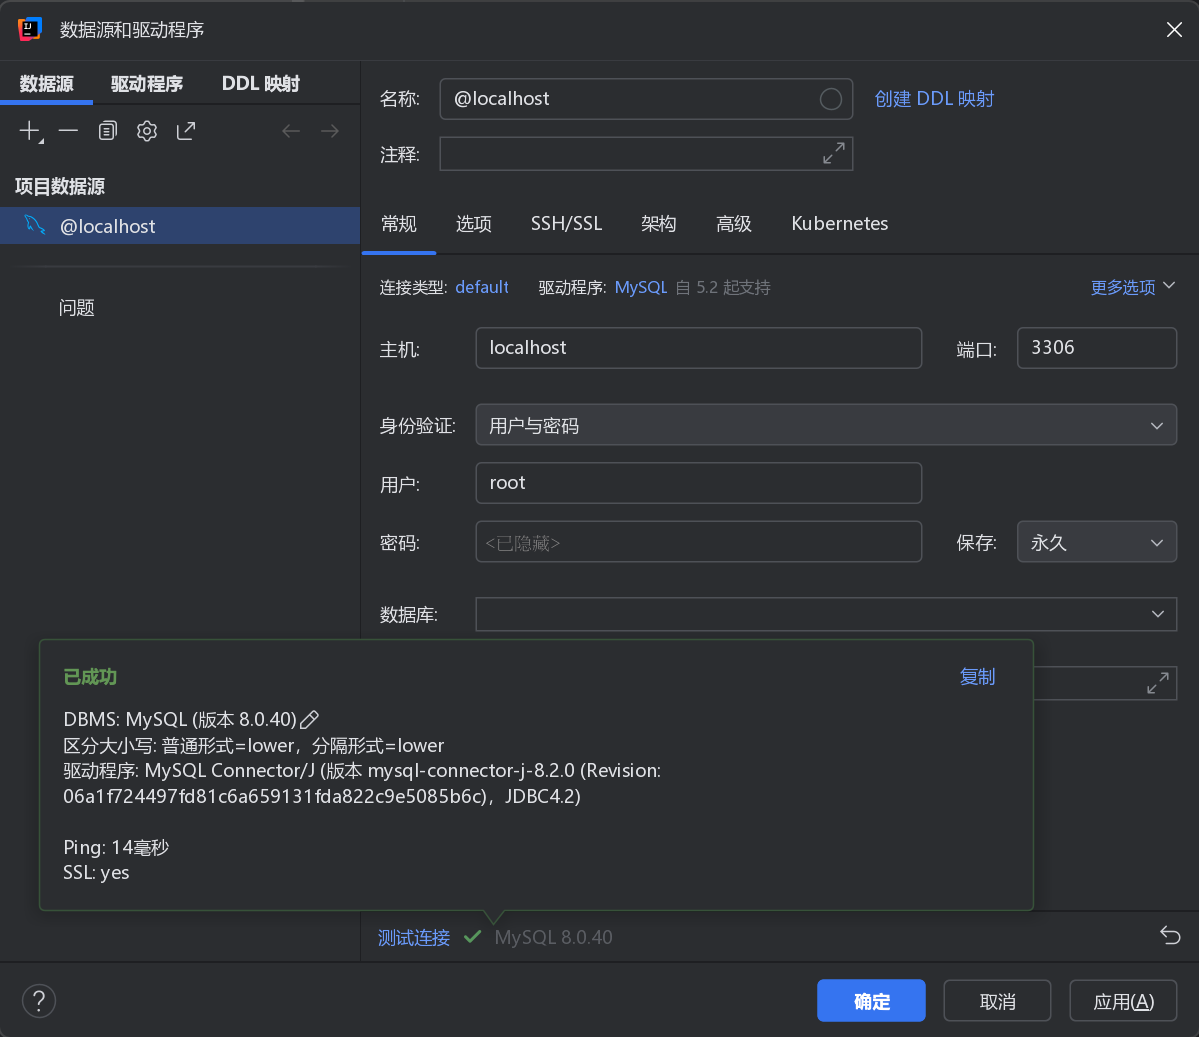 数据源和驱动程序
数据源 驱动程序 DDL 映射
项目数据源
@localhost
问题
名称: @localhost 创建 DDL 映射
注释:
常规 选项 SSH/SSL 架构 高级 Kubernetes
连接类型: default 驱动程序: MySQL 自 5.2 起支持 更多选项
主机: localhost 端口: 3306
身份验证: 用户与密码
用户: root
密码: <已隐藏> 保存: 永久
数据库:
已成功 复制
DBMS: MySQL (版本 8.0.40)
区分大小写: 普通形式=lower，分隔形式=lower
驱动程序: MySQL Connector/J (版本 mysql-connector-j-8.2.0 (Revision:
06a1f724497fd81c6a659131fda822c9e5085b6c)，JDBC4.2)
Ping: 14毫秒
SSL: yes
测试连接 MySQL 8.0.40
? 确定 取消 应用(A)